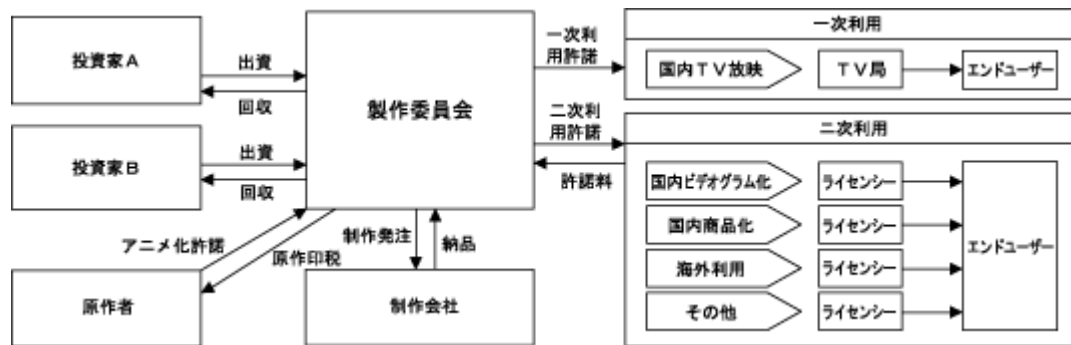 投資家A
出資
回収
投資家B
出資
回収
製作委員会
アニメ化許諾
原作印税
制作発注
納品
原作者
制作会社
一次利
用許諾
二次利
用許諾
許諾料
一次利用
国内TV放映
TV局
エンドユーザー
二次利用
国内ビデオグラム化
ライセンシー
国内商品化
ライセンシー
海外利用
ライセンシー
その他
ライセンシー
エンドユーザー